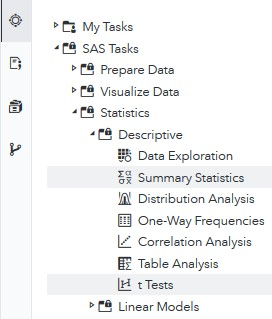 My Tasks
SAS Tasks
Prepare Data
Visualize Data
Statistics
Descriptive
Data Exploration
Summary Statistics
Distribution Analysis
One-Way Frequencies
Correlation Analysis
Table Analysis
t Tests
Linear Models